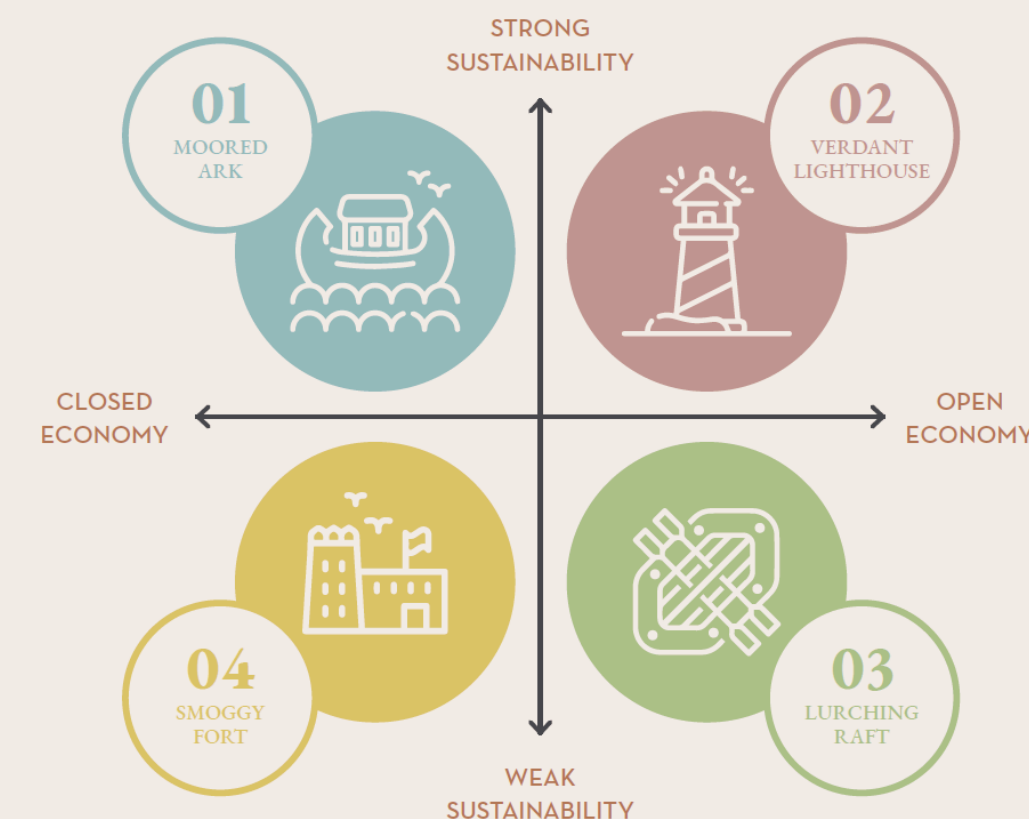 STRONG
SUSTAINABILITY
01
MOORED
ARK
02
VERDANT
LIGHTHOUSE
CLOSED
ECONOMY
OPEN
ECONOMY
04
SMOGGY
FORT
03
LURCHING
RAFT
WEAK
SUSTAINABILITY